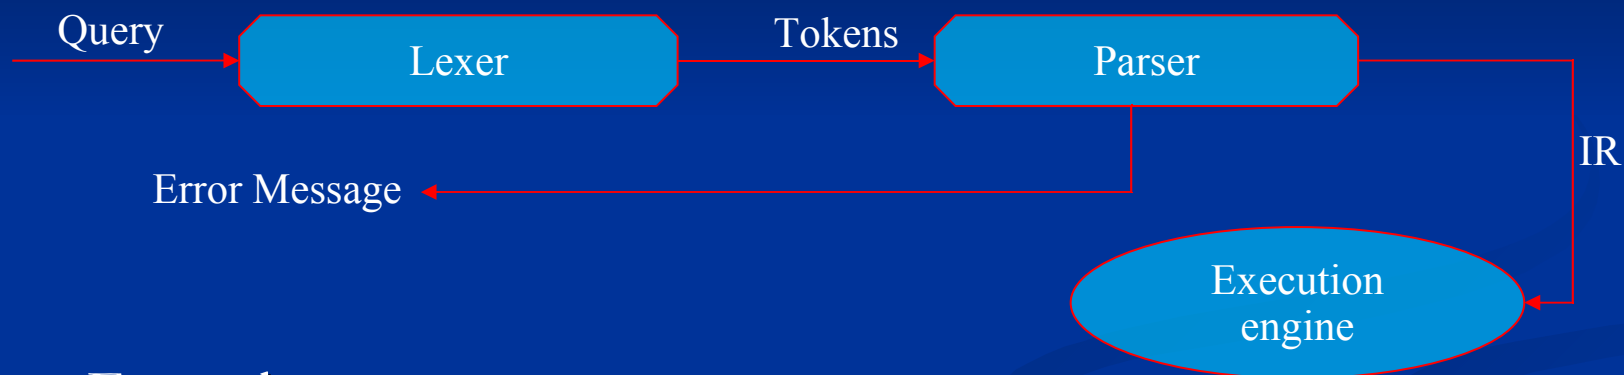 Query
Lexer
Tokens
Parser
IR
Error Message
Execution
engine